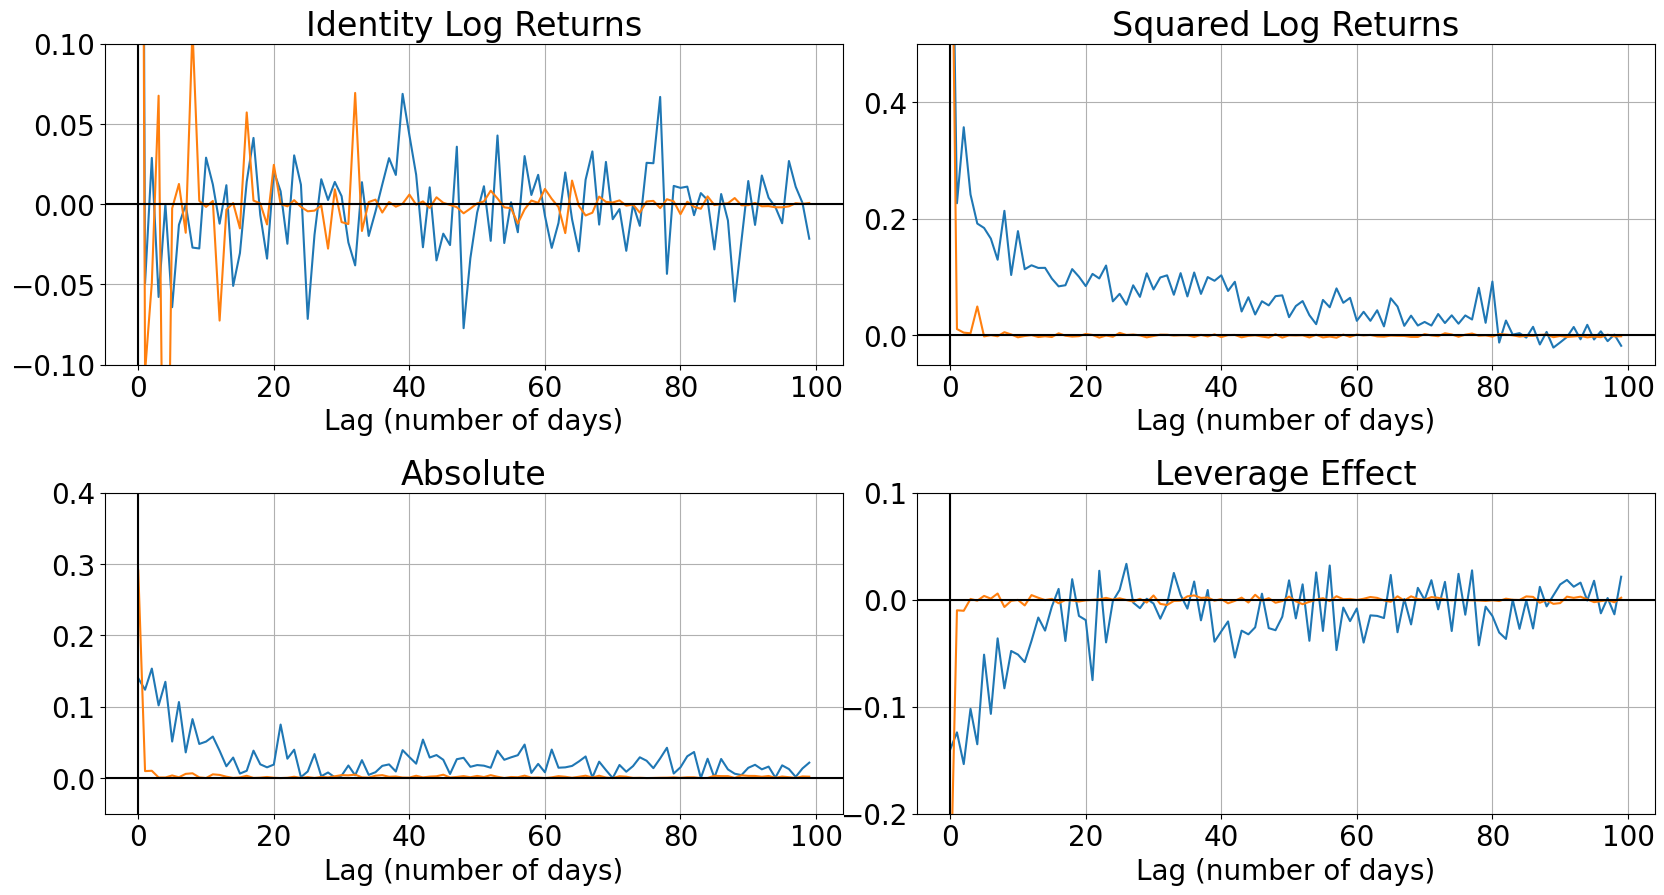 Identity Log Returns
0.10
0.05
0.00
−0.05
−0.10
0 20 40 60 80 100
Lag (number of days)
Squared Log Returns
0.4
0.2
0.0
0 20 40 60 80 100
Lag (number of days)
Absolute
0.4
0.3
0.2
0.1
0.0
0 20 40 60 80 100
Lag (number of days)
Leverage Effect
0.1
0.0
−0.1
−0.2
0 20 40 60 80 100
Lag (number of days)